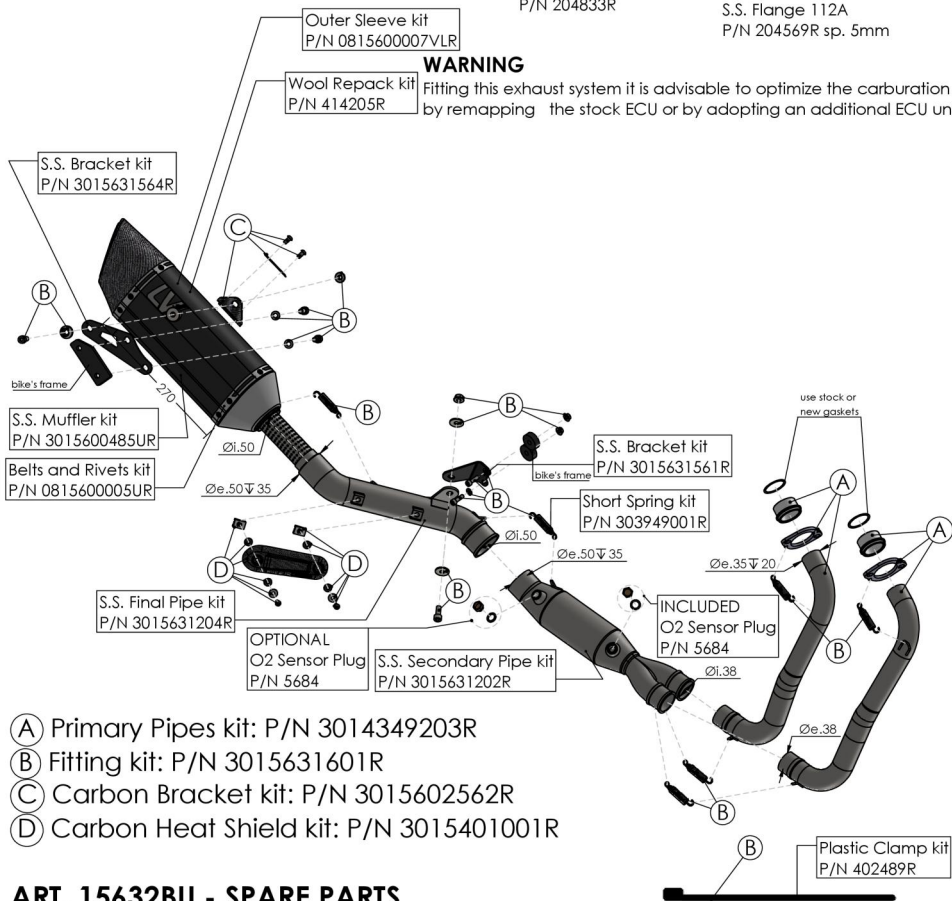 P/N 204833R
S.S. Flange 112A
P/N 204569R sp. 5mm
Outer Sleeve kit
P/N 0815600007VLR
Wool Repack kit
P/N 414205R
WARNING
Fitting this exhaust system it is advisable to optimize the carburation
by remapping the stock ECU or by adopting an additional ECU un
S.S. Bracket kit
P/N 3015631564R
C
B
B
LV
bike's frame
270
S.S. Muffler kit
P/N 3015600485UR
Belts and Rivets kit
P/N 0815600005UR
Øi.50
B
Øe.50↧35
B
bike's frame
S.S. Bracket kit
P/N 3015631561R
B
Short Spring kit
P/N 303949001R
use stock or
new gaskets
A
A
Øi.50
Øe.50↧35
Øe.35↧20
D
D
B
B
S.S. Final Pipe kit
P/N 3015631204R
OPTIONAL
O2 Sensor Plug
P/N 5684
S.S. Secondary Pipe kit
P/N 3015631202R
INCLUDED
O2 Sensor Plug
P/N 5684
Øi.38
Øe.38
B
A Primary Pipes kit: P/N 3014349203R
B Fitting kit: P/N 3015631601R
C Carbon Bracket kit: P/N 3015602562R
D Carbon Heat Shield kit: P/N 3015401001R
B
Plastic Clamp kit
P/N 402489R
ART. 15632BU - SPARE PARTS